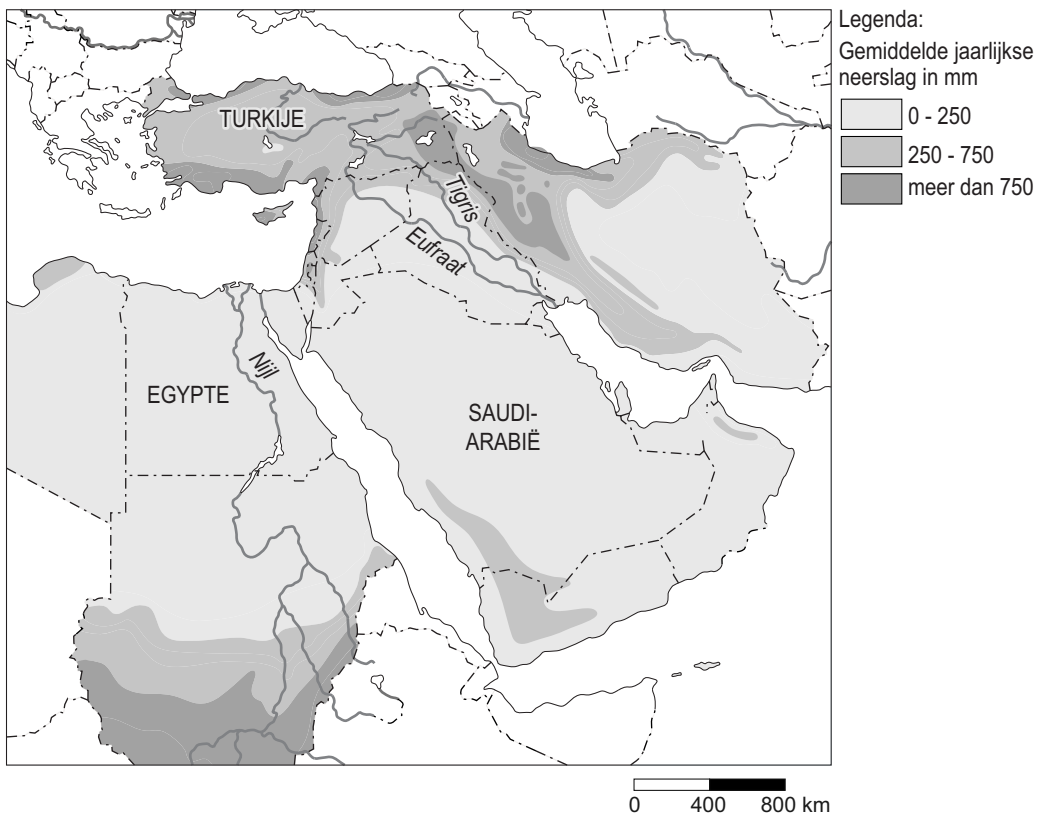 Legenda:
Gemiddelde jaarlijkse
neerslag in mm
0 - 250
250 - 750
meer dan 750
TURKIJE
Tigris
Eufraat
Nijl
EGYPTE
SAUDI-
ARABIË
0 400 800 km